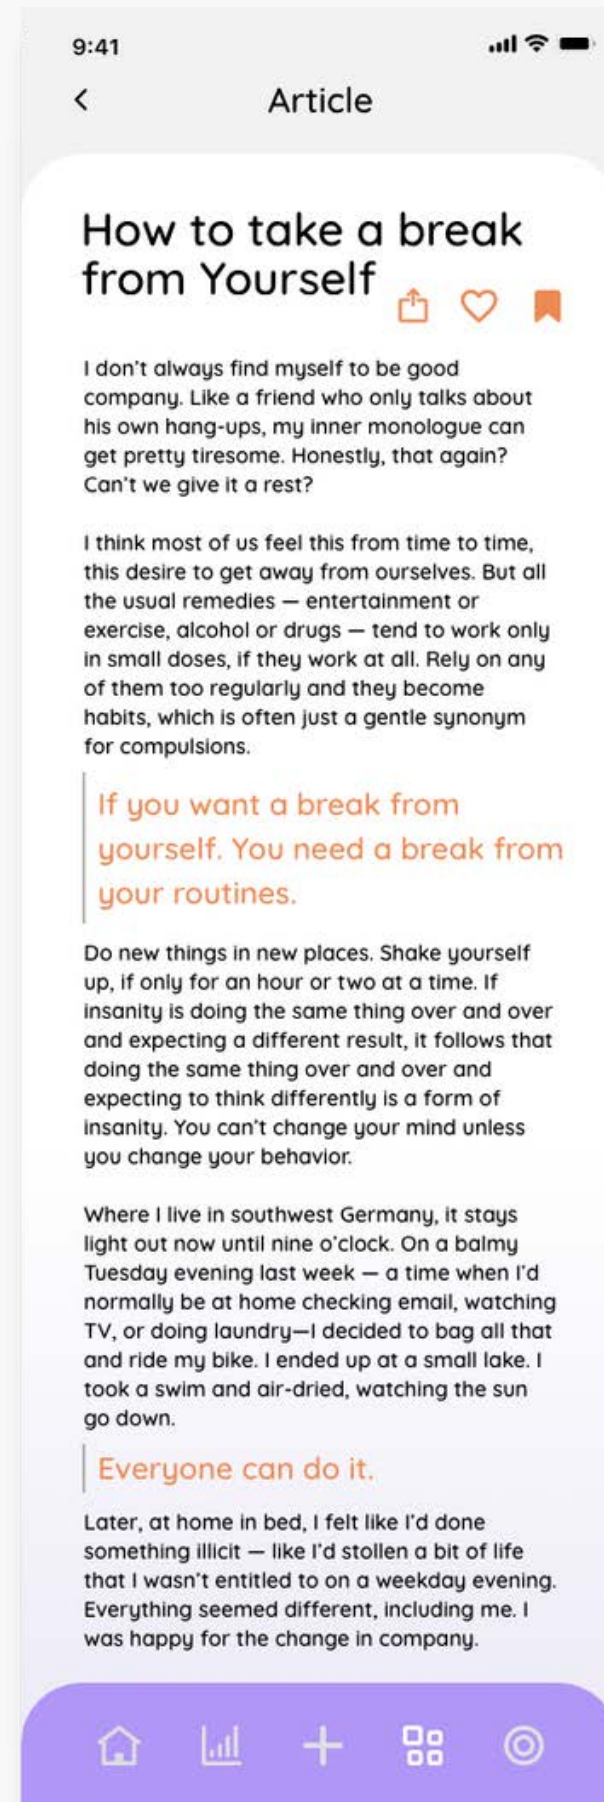 9:41
Article
How to take a break
from Yourself
I don't always find myself to be good
company. Like a friend who only talks about
his own hang-ups, my inner monologue can
get pretty tiresome. Honestly, that again?
Can't we give it a rest?
I think most of us feel this from time to time,
this desire to get away from ourselves. But all
the usual remedies — entertainment or
exercise, alcohol or drugs — tend to work only
in small doses, if they work at all. Rely on any
of them too regularly and they become
habits, which is often just a gentle synonym
for compulsions.
If you want a break from
yourself. You need a break from
your routines.
Do new things in new places. Shake yourself
up, if only for an hour or two at a time. If
insanity is doing the same thing over and over
and expecting a different result, it follows that
doing the same thing over and over and
expecting to think differently is a form of
insanity. You can't change your mind unless
you change your behavior.
Where I live in southwest Germany, it stays
light out now until nine o'clock. On a balmy
Tuesday evening last week — a time when I'd
normally be at home checking email, watching
TV, or doing laundry—I decided to bag all that
and ride my bike. I ended up at a small lake. I
took a swim and air-dried, watching the sun
go down.
Everyone can do it.
Later, at home in bed, I felt like I'd done
something illicit — like I'd stollen a bit of life
that I wasn't entitled to on a weekday evening.
Everything seemed different, including me. I
was happy for the change in company.